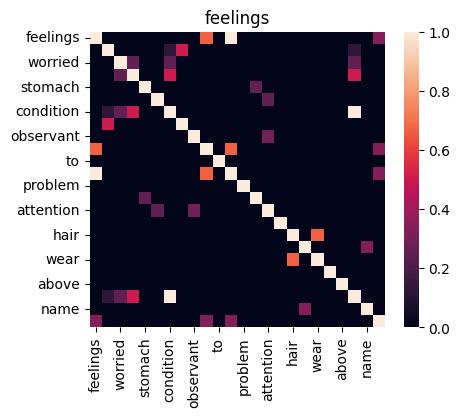 feelings
feelings
worried
stomach
condition
observant
to
problem
attention
hair
wear
above
name
1.0
0.8
0.6
0.4
0.2
0.0
feelings
worried
stomach
condition
observant
to
problem
attention
hair
wear
above
name